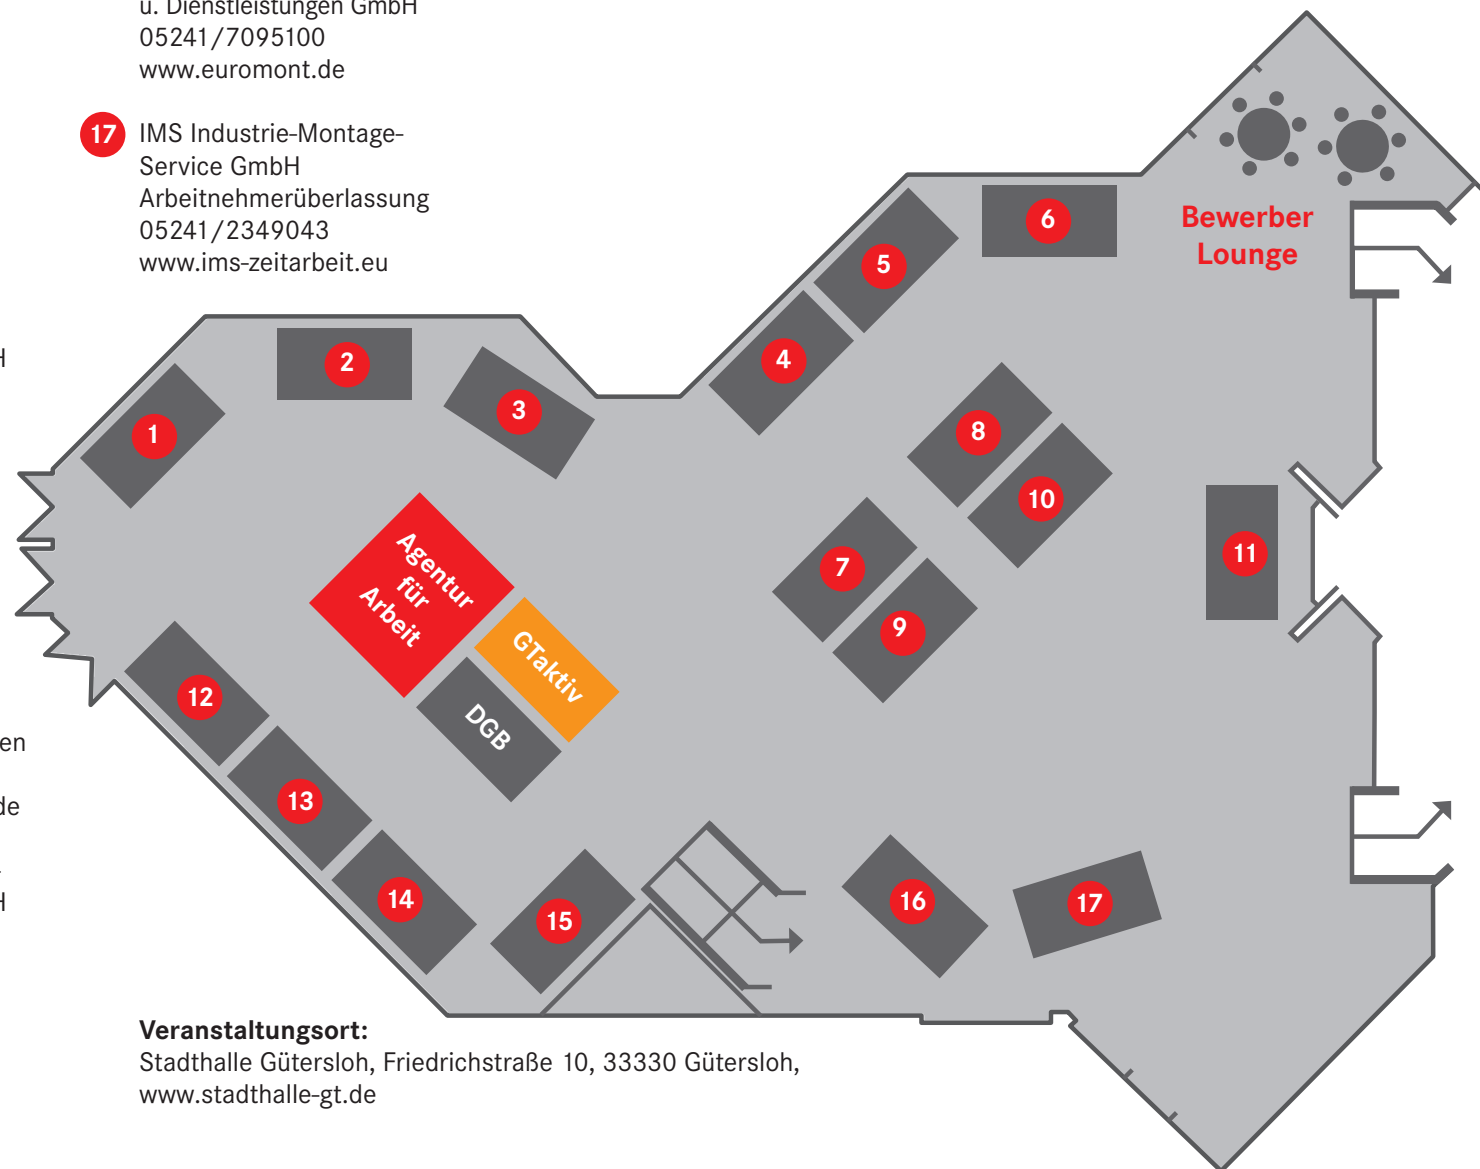 u. Dienstleistungen GmbH
05241/7095100
www.euromont.de
17 IMS Industrie-Montage-
Service GmbH
Arbeitnehmerüberlassung
05241/2349043
www.ims-zeitarbeit.eu
H
en
de
H
6
5
4
Bewerber
Lounge
2
3
1
8
10
7
9
11
Agentur
für
Arbeit
GTaktiv
DGB
12
13
14
15
16
17
Veranstaltungsort:
Stadthalle Gütersloh, Friedrichstraße 10, 33330 Gütersloh,
www.stadthalle-gt.de